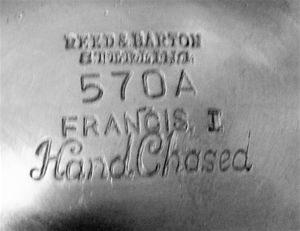 REED & BARTON
STERLING
570A
FRANCIS, I
Hand Chased